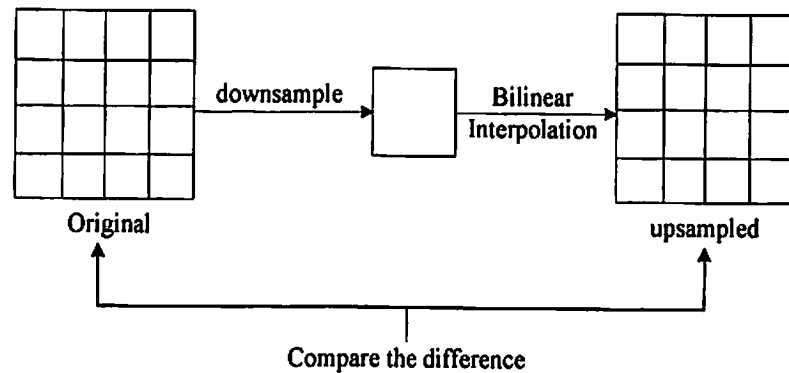 downsample
Bilinear
Interpolation
Original
upsampled
Compare the difference